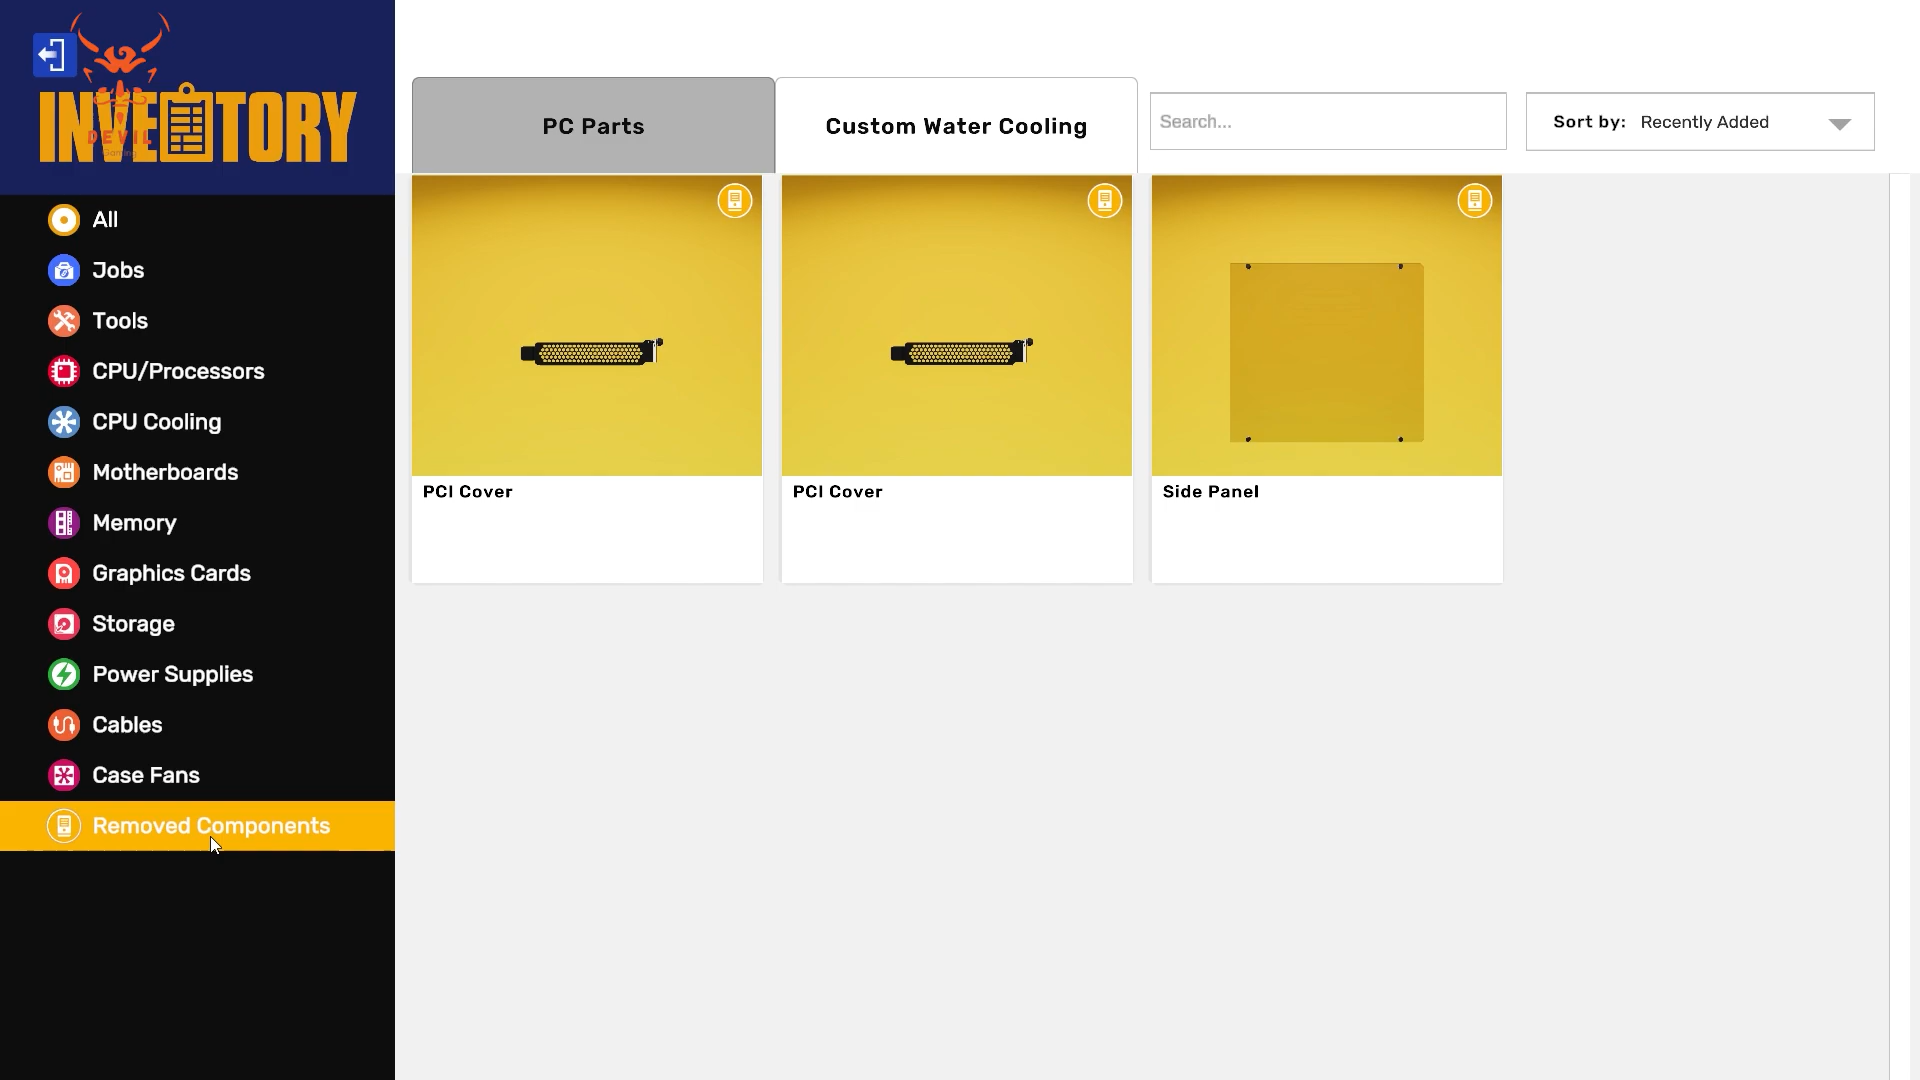 INVENTORY
DEVIL
Gaming
All
Jobs
Tools
CPU/Processors
CPU Cooling
Motherboards
Memory
Graphics Cards
Storage
Power Supplies
Cables
Case Fans
Removed Components
PC Parts
Custom Water Cooling
Search...
Sort by: Recently Added
PCI Cover
PCI Cover
Side Panel